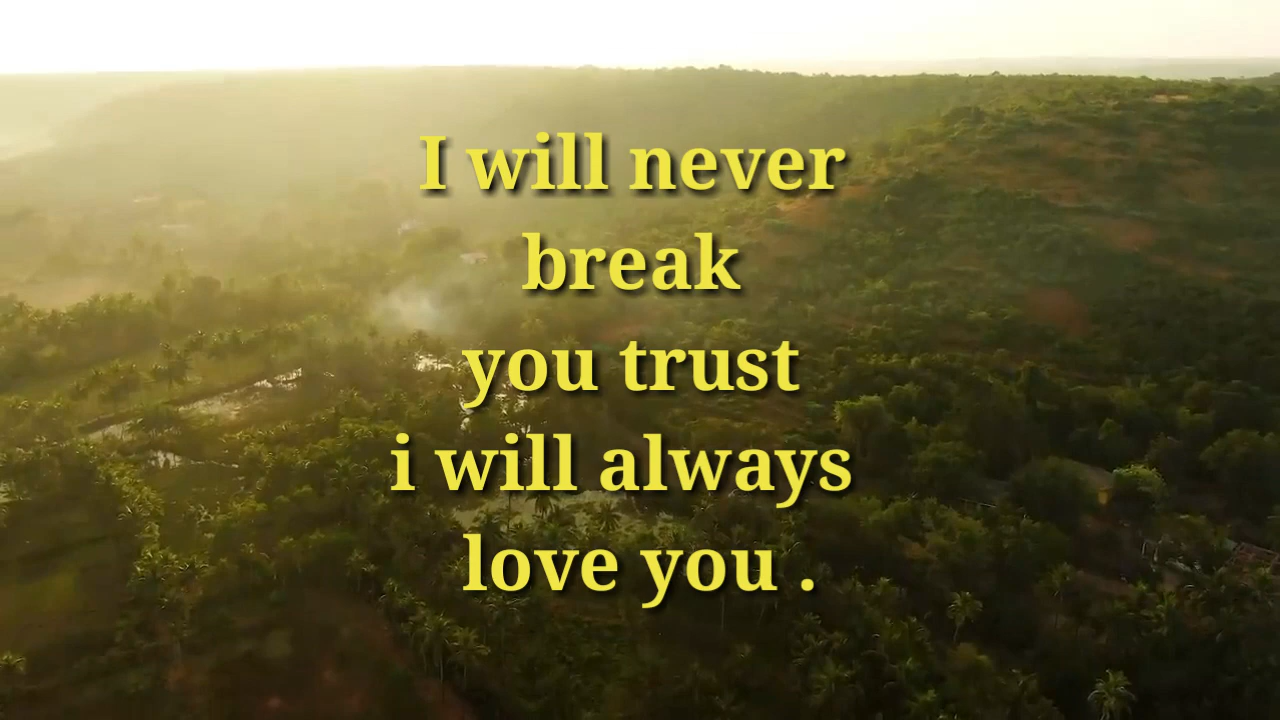 I will never
break
you trust
i will always
love you .